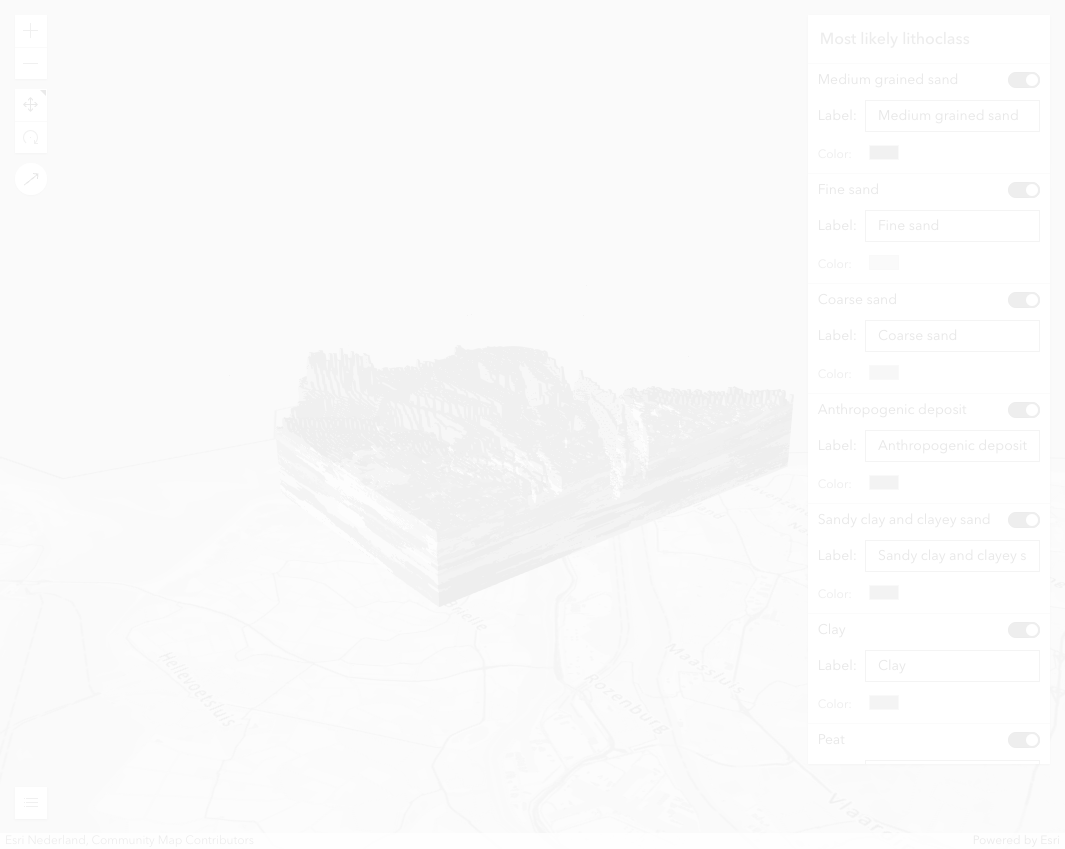 Most likely lithoclass
Medium grained sand
Label: Medium grained sand
Color:
Fine sand
Label: Fine sand
Color:
Coarse sand
Label: Coarse sand
Color:
Anthropogenic deposit
Label: Anthropogenic deposit
Color:
Sandy clay and clayey sand
Label: Sandy clay and clayey s
Color:
Clay
Label: Clay
Color:
Peat
Hellevoetsluis
Rozenburg
Maassluis
Vlaar
Esri Nederland, Community Map Contributors
Powered by Esri